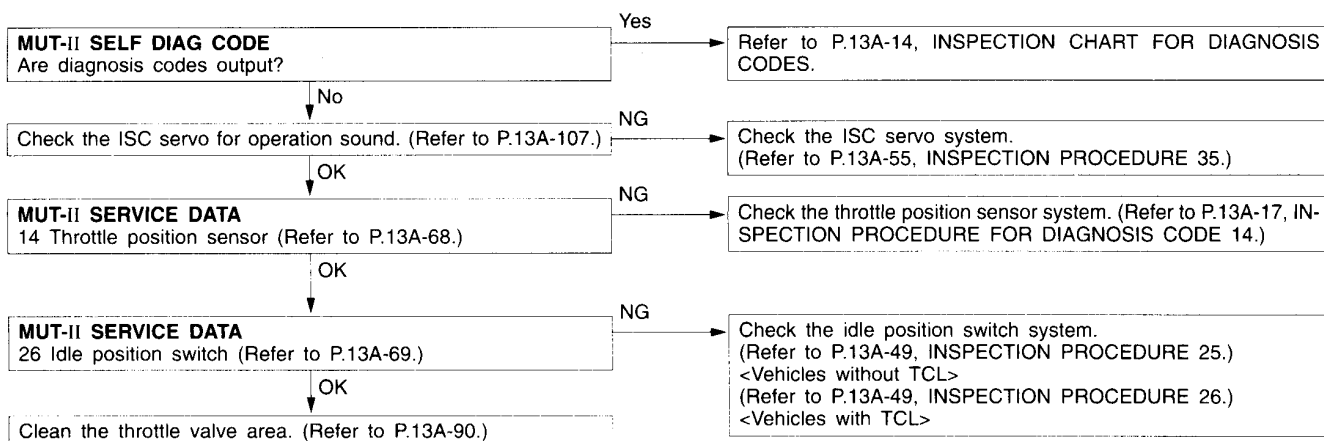 MUT-II SELF DIAG CODE
Are diagnosis codes output?
Yes
Refer to P.13A-14, INSPECTION CHART FOR DIAGNOSIS
CODES.
No
Check the ISC servo for operation sound. (Refer to P.13A-107.)
NG
Check the ISC servo system.
(Refer to P.13A-55, INSPECTION PROCEDURE 35.)
OK
MUT-II SERVICE DATA
14 Throttle position sensor (Refer to P.13A-68.)
NG
Check the throttle position sensor system. (Refer to P.13A-17, IN-
SPECTION PROCEDURE FOR DIAGNOSIS CODE 14.)
OK
MUT-II SERVICE DATA
26 Idle position switch (Refer to P.13A-69.)
NG
Check the idle position switch system.
(Refer to P.13A-49, INSPECTION PROCEDURE 25.)
<Vehicles without TCL>
(Refer to P.13A-49, INSPECTION PROCEDURE 26.)
<Vehicles with TCL>
OK
Clean the throttle valve area. (Refer to P.13A-90.)